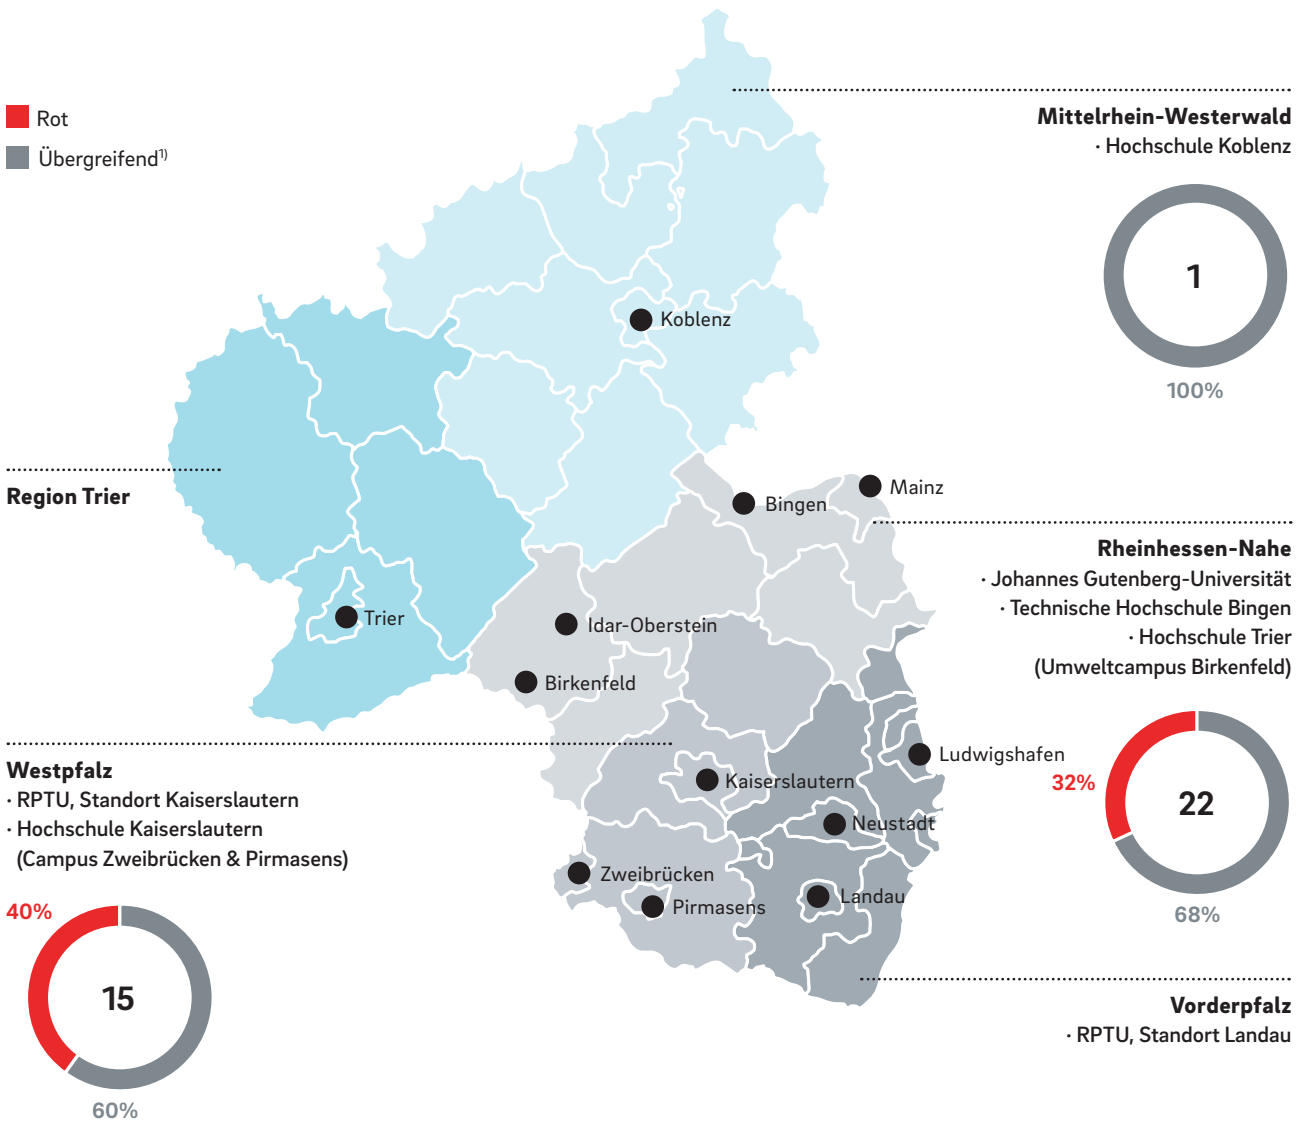 Rot
Übergreifend¹⁾
Mittelrhein-Westerwald
· Hochschule Koblenz
1
100%
Koblenz
Region Trier
Mainz
Bingen
Rheinhessen-Nahe
· Johannes Gutenberg-Universität
· Technische Hochschule Bingen
· Hochschule Trier
(Umweltcampus Birkenfeld)
32%
22
68%
Trier
Idar-Oberstein
Birkenfeld
Ludwigshafen
Kaiserslautern
Neustadt
Zweibrücken
Landau
Pirmasens
Westpfalz
· RPTU, Standort Kaiserslautern
· Hochschule Kaiserslautern
(Campus Zweibrücken & Pirmasens)
40%
15
60%
Vorderpfalz
· RPTU, Standort Landau